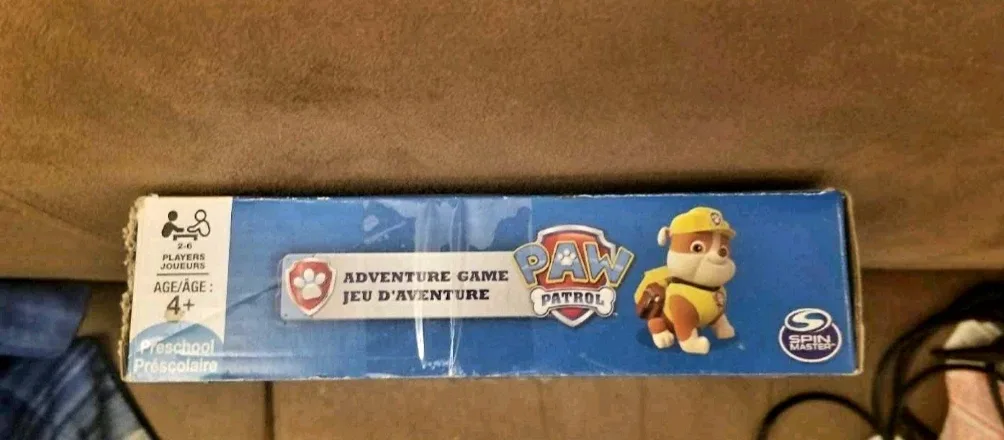 2-6
PLAYERS
JOUEURS
AGE/ÂGE :
4+
Preschool
Préscolaire
ADVENTURE GAME
JEU D'AVENTURE
PAW
PATROL
SPIN
MASTER